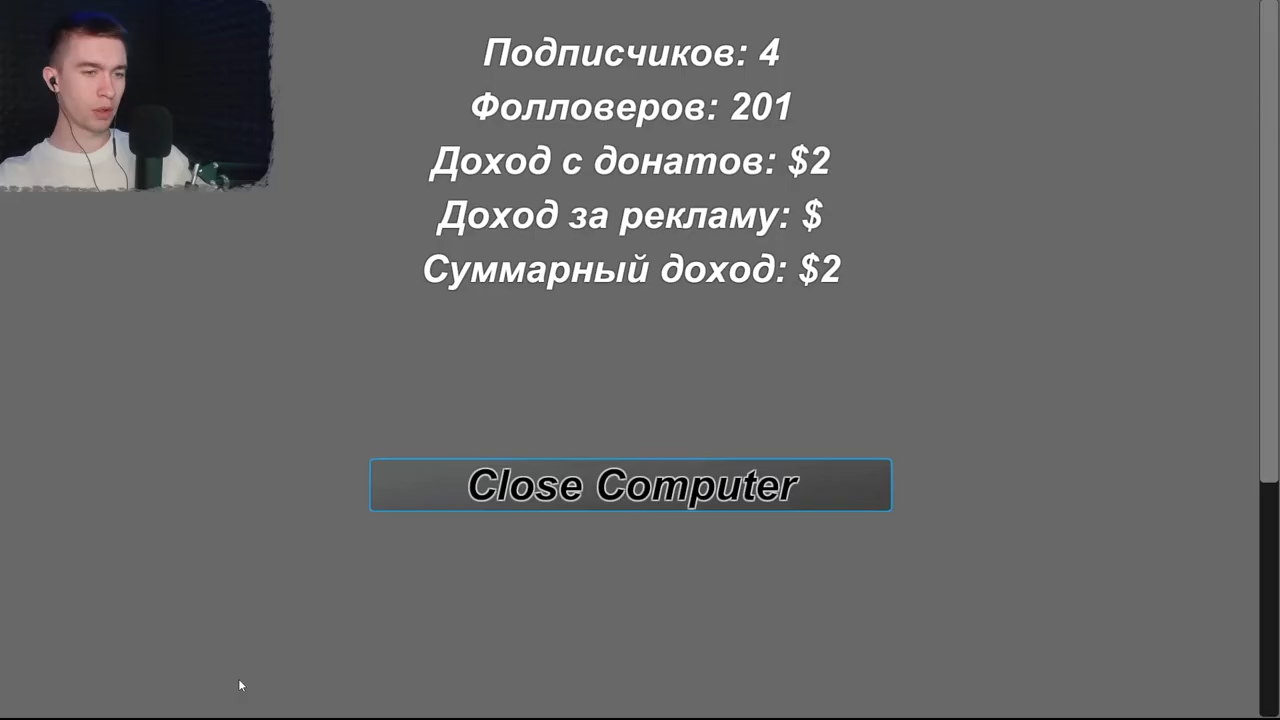 Подписчиков: 4
Фолловеров: 201
Доход с донатов: $2
Доход за рекламу: $
Суммарный доход: $2
Close Computer